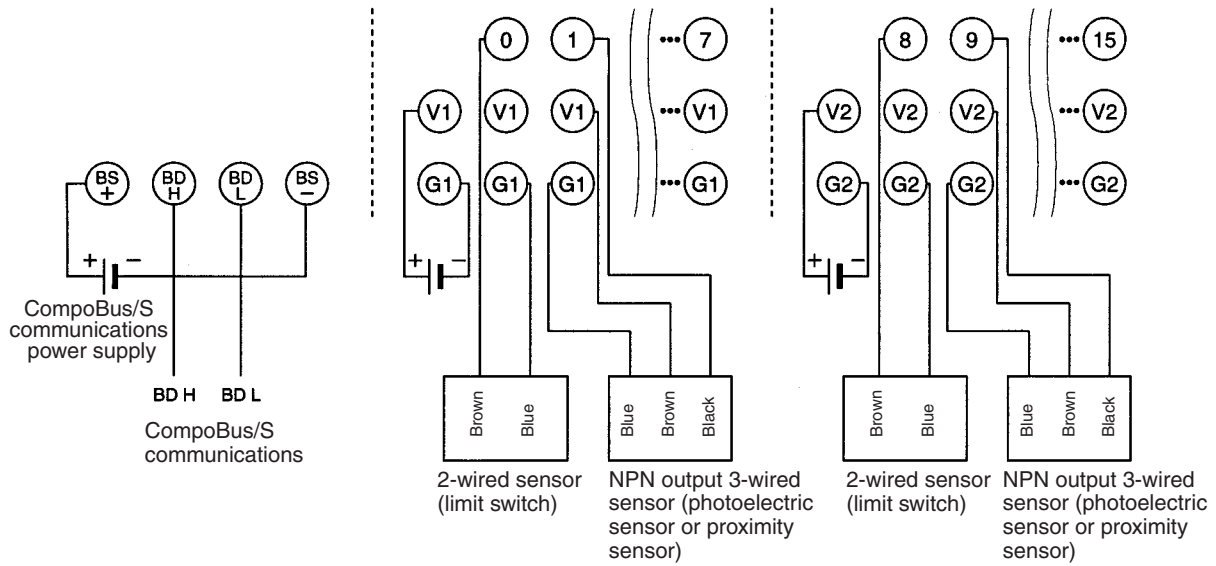 0 1 ••• 7
8 9 ••• 15
V1 V1 V1 ••• V1
V2 V2 V2 ••• V2
BS + BD H BD L BS –
G1 G1 G1 ••• G1
G2 G2 G2 ••• G2
+ –
+ –
+ –
CompoBus/S
communications
power supply
BD H BD L
CompoBus/S
communications
Brown Blue
Blue Brown Black
Brown Blue
Blue Brown Black
2-wired sensor
(limit switch)
NPN output 3-wired
sensor (photoelectric
sensor or proximity
sensor)
2-wired sensor
(limit switch)
NPN output 3-wired
sensor (photoelectric
sensor or proximity
sensor)